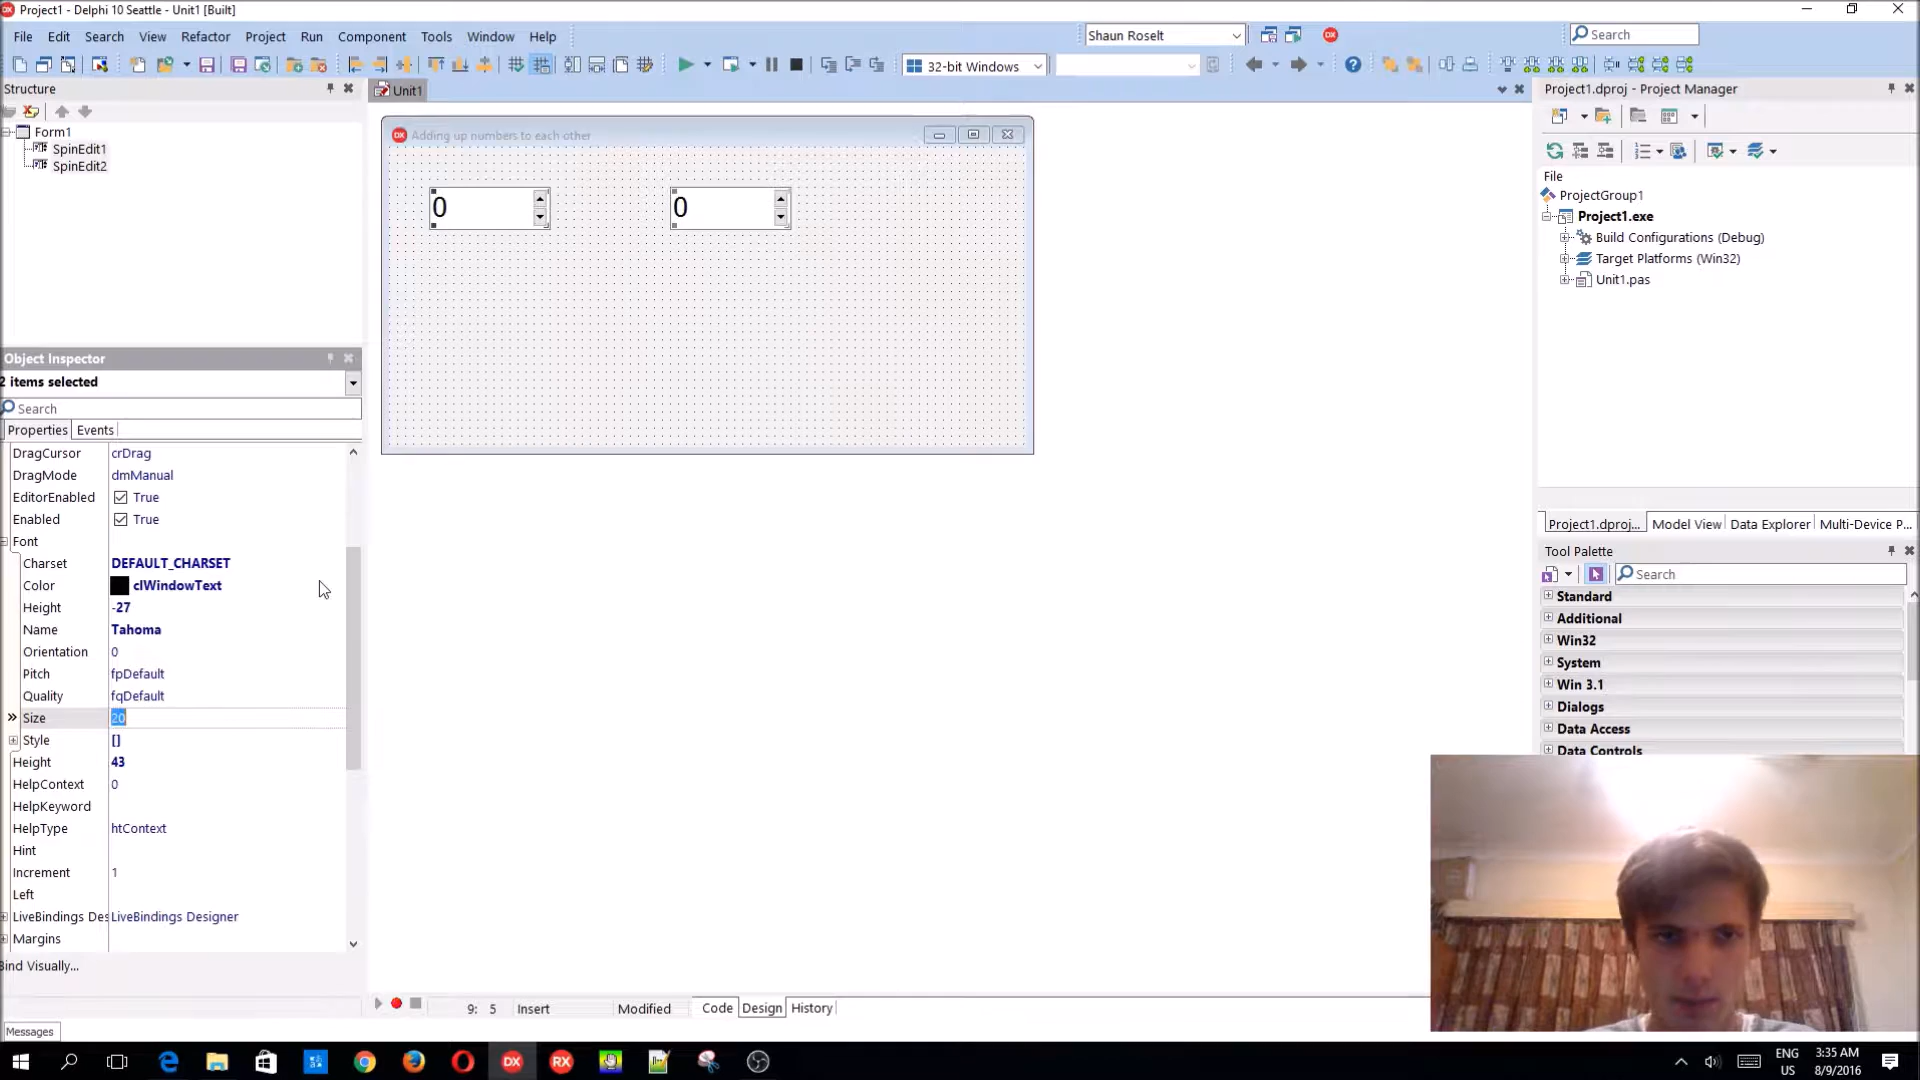 Project1 - Delphi 10 Seattle - Unit1 [Built]
File Edit Search View Refactor Project Run Component Tools Window Help
Shaun Roselt
Search
32-bit Windows
Structure
Unit1
Project1.dproj - Project Manager
Form1
SpinEdit1
SpinEdit2
Adding up numbers to each other
0
0
File
ProjectGroup1
Project1.exe
Build Configurations (Debug)
Target Platforms (Win32)
Unit1.pas
Object Inspector
2 items selected
Search
Properties Events
DragCursor crDrag
DragMode dmManual
EditorEnabled True
Enabled True
Font
Charset DEFAULT_CHARSET
Color clWindowText
Height -27
Name Tahoma
Orientation 0
Pitch fpDefault
Quality fqDefault
Size 20
Style []
Height 43
HelpContext 0
HelpKeyword
HelpType htContext
Hint
Increment 1
Left
LiveBindings Des LiveBindings Designer
Margins
Bind Visually...
Project1.dproj... Model View Data Explorer Multi-Device P...
Tool Palette
Search
Standard
Additional
Win32
System
Win 3.1
Dialogs
Data Access
Data Controls
9: 5 Insert Modified Code Design History
Messages
DX RX
ENG
US
3:35 AM
8/9/2016